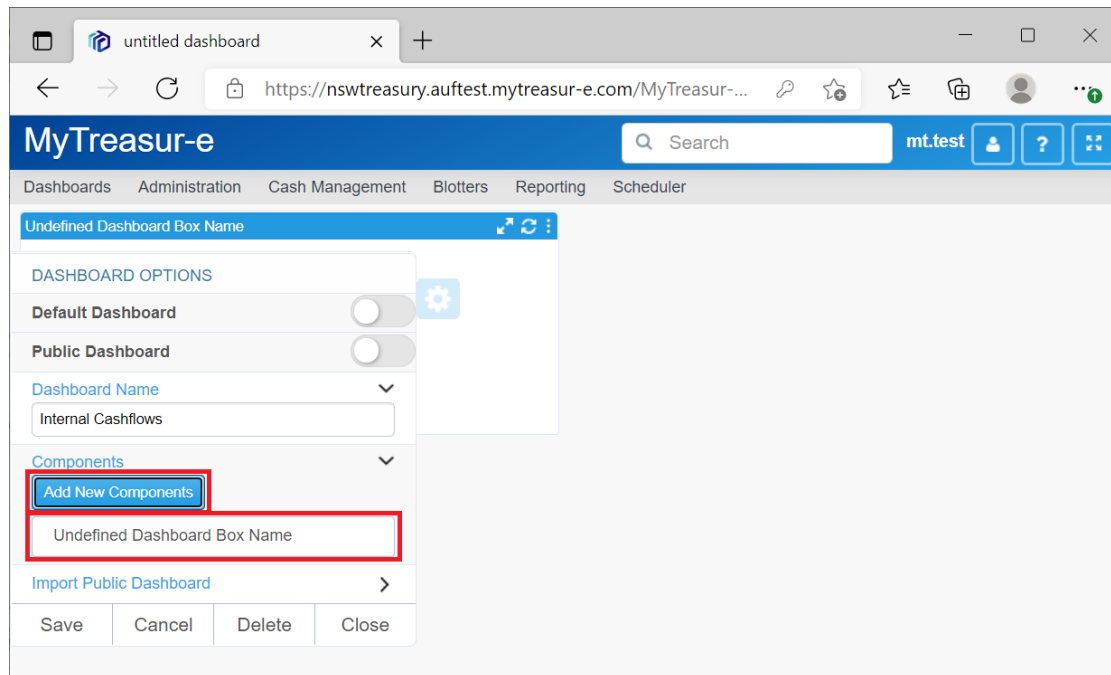 untitled dashboard
https://nswtreasury.auftest.mytreasur-e.com/MyTreasur-...
MyTreasur-e
Search
mt.test
?
Dashboards Administration Cash Management Blotters Reporting Scheduler
Undefined Dashboard Box Name
DASHBOARD OPTIONS
Default Dashboard
Public Dashboard
Dashboard Name
Internal Cashflows
Components
Add New Components
Undefined Dashboard Box Name
Import Public Dashboard
Save Cancel Delete Close